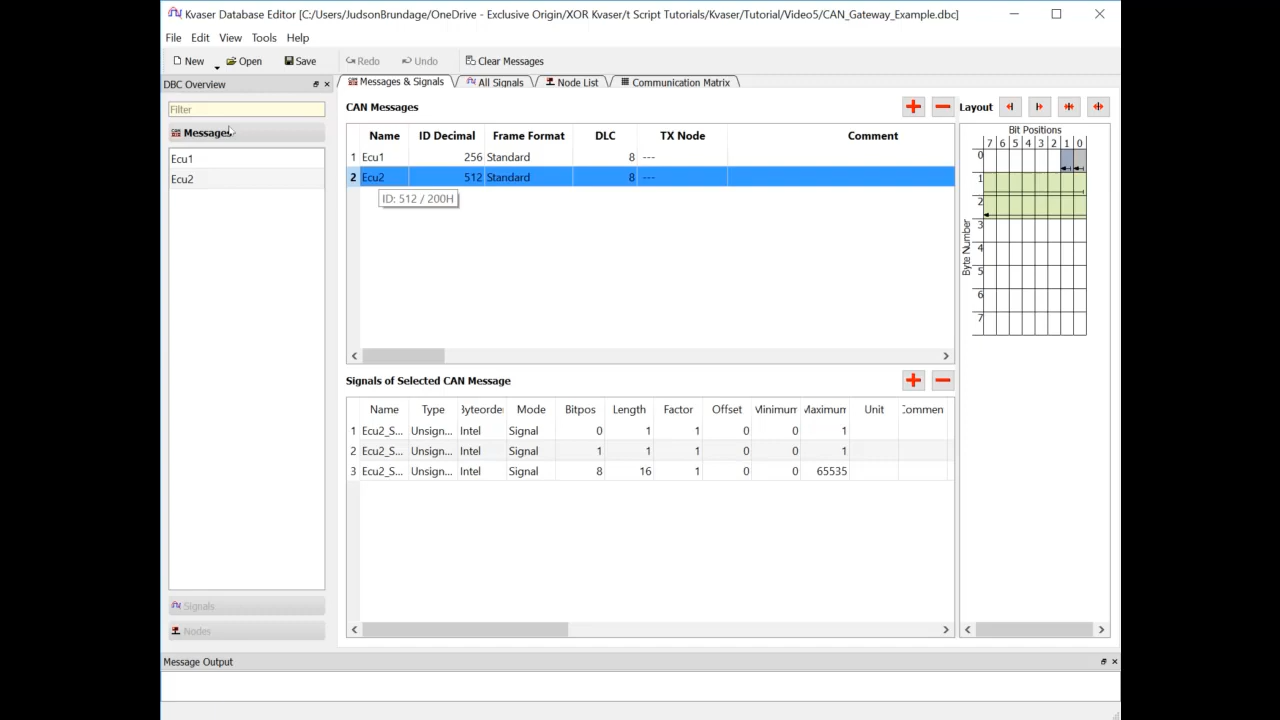 Kvaser Database Editor [C:/Users/JudsonBrundage/OneDrive - Exclusive Origin/XOR Kvaser/t Script Tutorials/Kvaser/Tutorial/Video5/CAN_Gateway_Example.dbc]
File Edit View Tools Help
New Open Save Redo Undo Clear Messages
DBC Overview
Filter
Messages
Ecu1
Ecu2
Signals
Nodes
Messages & Signals All Signals Node List Communication Matrix
CAN Messages
Name ID Decimal Frame Format DLC TX Node Comment
1 Ecu1 256 Standard 8 ---
2 Ecu2 512 Standard 8 ---
ID: 512 / 200H
Signals of Selected CAN Message
Name Type Byteorde Mode Bitpos Length Factor Offset Minimum Maximum Unit Commen
1 Ecu2_S... Unsign... Intel Signal 0 1 1 0 0 1
2 Ecu2_S... Unsign... Intel Signal 1 1 1 0 0 1
3 Ecu2_S... Unsign... Intel Signal 8 16 1 0 0 65535
Layout
Bit Positions
7 6 5 4 3 2 1 0
Byte Number
0
1
2
3
4
5
6
7
Message Output